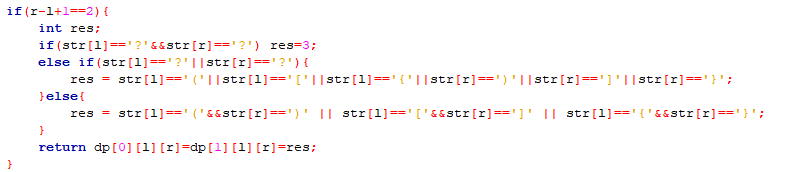 if(r-l+1==2){
    int res;
    if(str[l]=='?'&&str[r]=='?') res=3;
    else if(str[l]=='?'||str[r]=='?'){
        res = str[l]=='('||str[l]=='['||str[l]=='{'||str[r]==')'||str[r]==']'||str[r]=='}';
    }else{
        res = str[l]=='('&&str[r]==')' || str[l]=='['&&str[r]==']' || str[l]=='{'&&str[r]=='}';
    }
    return dp[0][l][r]=dp[1][l][r]=res;
}